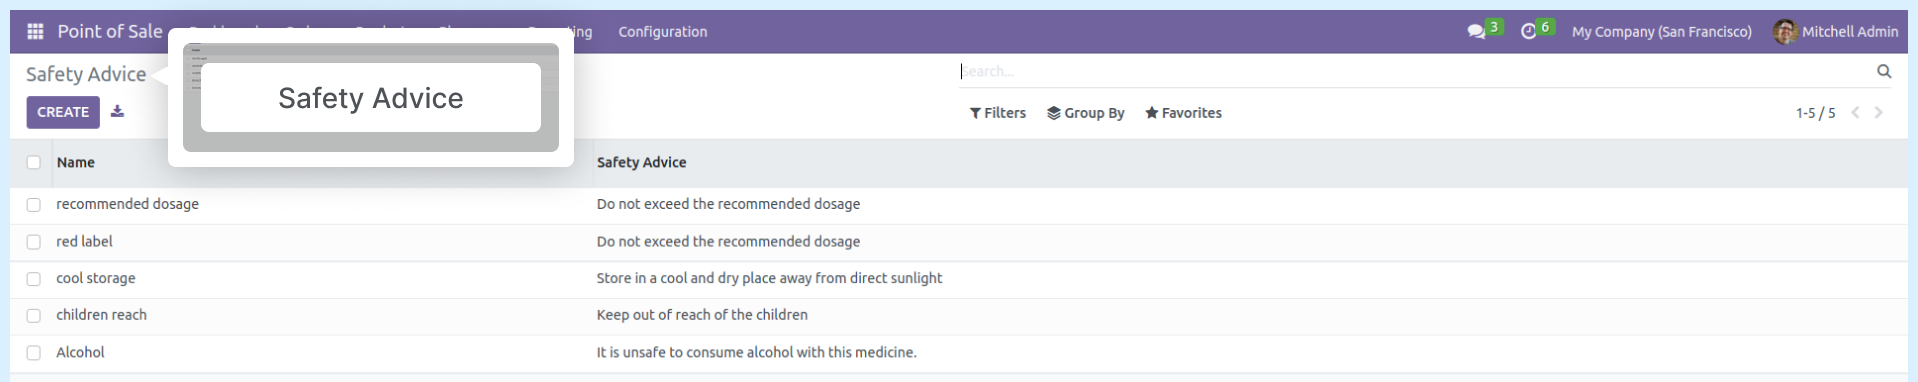 Point of Sale ing Configuration 3 6 My Company (San Francisco) Mitchell Admin
Safety Advice
Safety Advice
Search...
CREATE
Filters Group By Favorites 1-5 / 5
Name Safety Advice
recommended dosage Do not exceed the recommended dosage
red label Do not exceed the recommended dosage
cool storage Store in a cool and dry place away from direct sunlight
children reach Keep out of reach of the children
Alcohol It is unsafe to consume alcohol with this medicine.